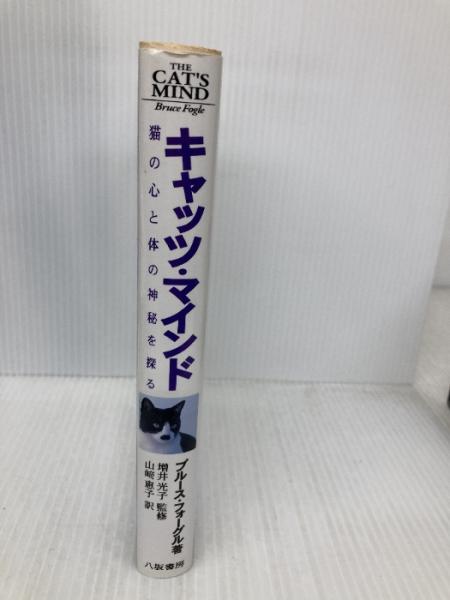 THE
CAT'S
MIND
Bruce Fogle
キャッツ・マインド
猫の心と体の神秘を探る
ブルース・フォーグル著
増井光子 監修
山崎恵子 訳
八坂書房